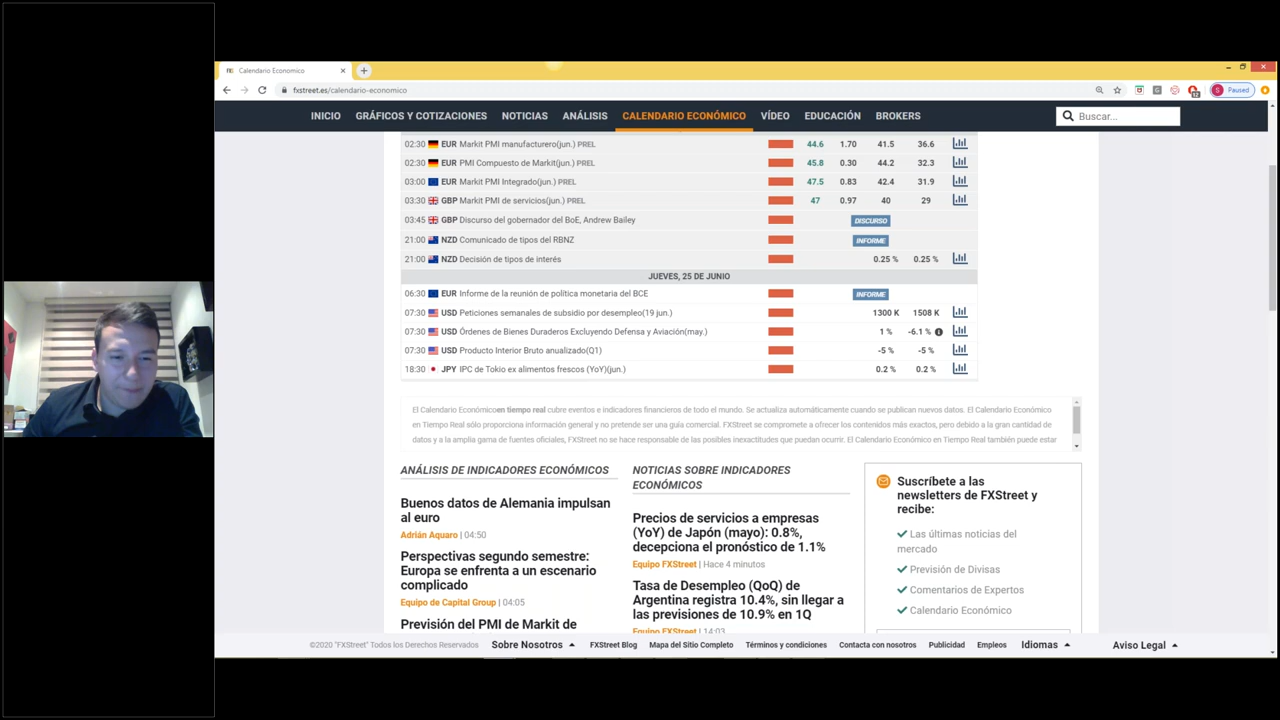 Calendario Economico
S Paused
fxstreet.es/calendario-economico
INICIO GRÁFICOS Y COTIZACIONES NOTICIAS ANÁLISIS CALENDARIO ECONÓMICO VÍDEO EDUCACIÓN BROKERS Buscar...
02:30 EUR Markit PMI manufacturero(jun.) PREL 44.6 1.70 41.5 36.6
02:30 EUR PMI Compuesto de Markit(jun.) PREL 45.8 0.30 44.2 32.3
03:00 EUR Markit PMI Integrado(jun.) PREL 47.5 0.83 42.4 31.9
03:30 GBP Markit PMI de servicios(jun.) PREL 47 0.97 40 29
03:45 GBP Discurso del gobernador del BoE, Andrew Bailey DISCURSO
21:00 NZD Comunicado de tipos del RBNZ INFORME
21:00 NZD Decisión de tipos de interés 0.25 % 0.25 %
JUEVES, 25 DE JUNIO
06:30 EUR Informe de la reunión de política monetaria del BCE INFORME
07:30 USD Peticiones semanales de subsidio por desempleo(19 jun.) 1300 K 1508 K
07:30 USD Órdenes de Bienes Duraderos Excluyendo Defensa y Aviación(may.) 1 % -6.1 %
07:30 USD Producto Interior Bruto anualizado(Q1) -5 % -5 %
18:30 JPY IPC de Tokio ex alimentos frescos (YoY)(jun.) 0.2 % 0.2 %
El Calendario Económicoen tiempo real cubre eventos e indicadores financieros de todo el mundo. Se actualiza automáticamente cuando se publican nuevos datos. El Calendario Económico
en Tiempo Real sólo proporciona información general y no pretende ser una guía comercial. FXStreet se compromete a ofrecer los contenidos más exactos, pero debido a la gran cantidad de
datos y a la amplia gama de fuentes oficiales, FXStreet no se hace responsable de las posibles inexactitudes que puedan ocurrir. El Calendario Económico en Tiempo Real también puede estar
ANÁLISIS DE INDICADORES ECONÓMICOS
Buenos datos de Alemania impulsan
al euro
Adrián Aquaro | 04:50
Perspectivas segundo semestre:
Europa se enfrenta a un escenario
complicado
Equipo de Capital Group | 04:05
Previsión del PMI de Markit de
NOTICIAS SOBRE INDICADORES
ECONÓMICOS
Precios de servicios a empresas
(YoY) de Japón (mayo): 0.8%,
decepciona el pronóstico de 1.1%
Equipo FXStreet | Hace 4 minutos
Tasa de Desempleo (QoQ) de
Argentina registra 10.4%, sin llegar a
las previsiones de 10.9% en 1Q
Equipo FXStreet | 14:03
Suscríbete a las
newsletters de FXStreet y
recibe:
Las últimas noticias del
mercado
Previsión de Divisas
Comentarios de Expertos
Calendario Económico
©2020 "FXStreet" Todos los Derechos Reservados Sobre Nosotros FXStreet Blog Mapa del Sitio Completo Términos y condiciones Contacta con nosotros Publicidad Empleos Idiomas Aviso Legal